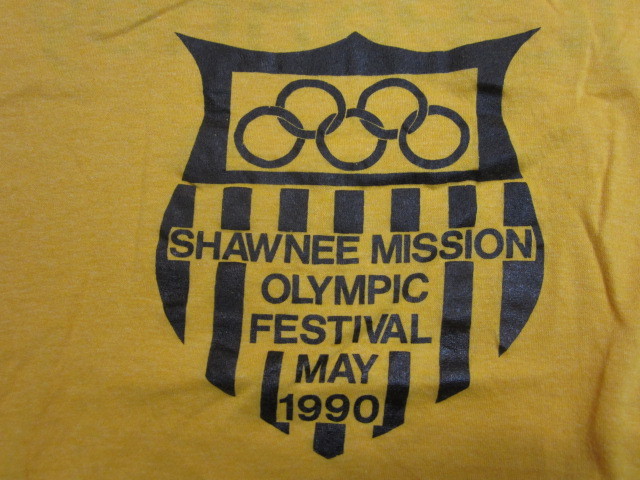 SHAWNEE MISSION
OLYMPIC
FESTIVAL
MAY
1990